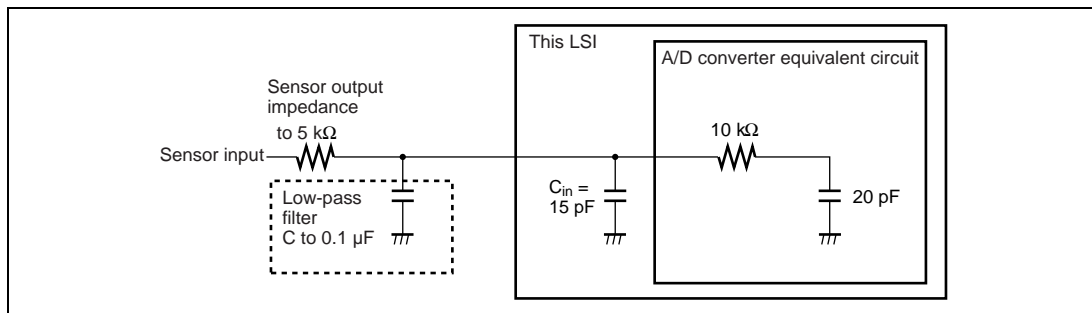 This LSI
A/D converter equivalent circuit
Sensor output
impedance
to 5 kΩ
10 kΩ
Sensor input
Low-pass
filter
C to 0.1 µF
Cin =
15 pF
20 pF